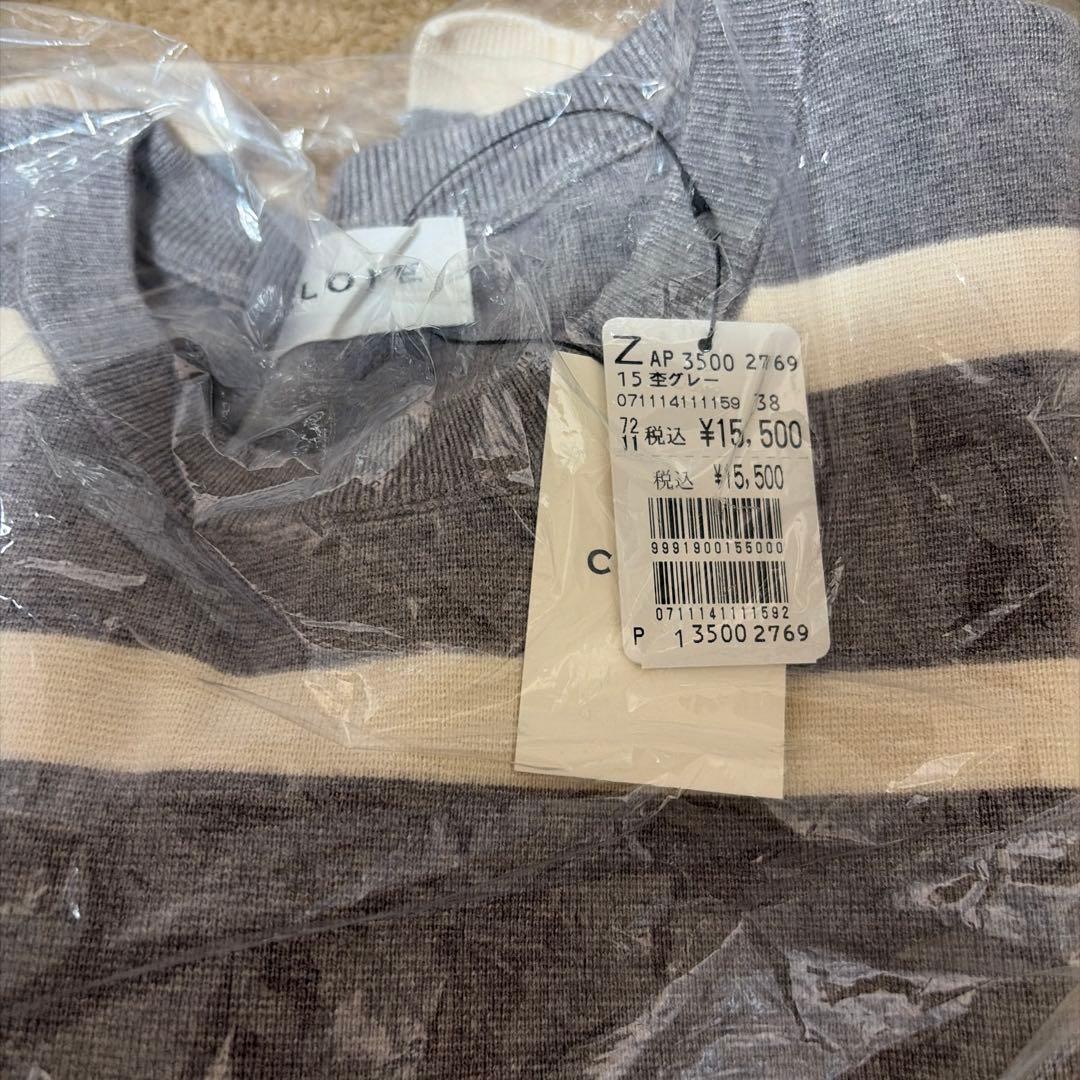 LOVE
Z AP 3500 2769
15 杢グレー
071114111159 38
72 11 税込 ¥15,500
税込 ¥15,500
9991900155000
0711141111592
P 1 3500 2769
C